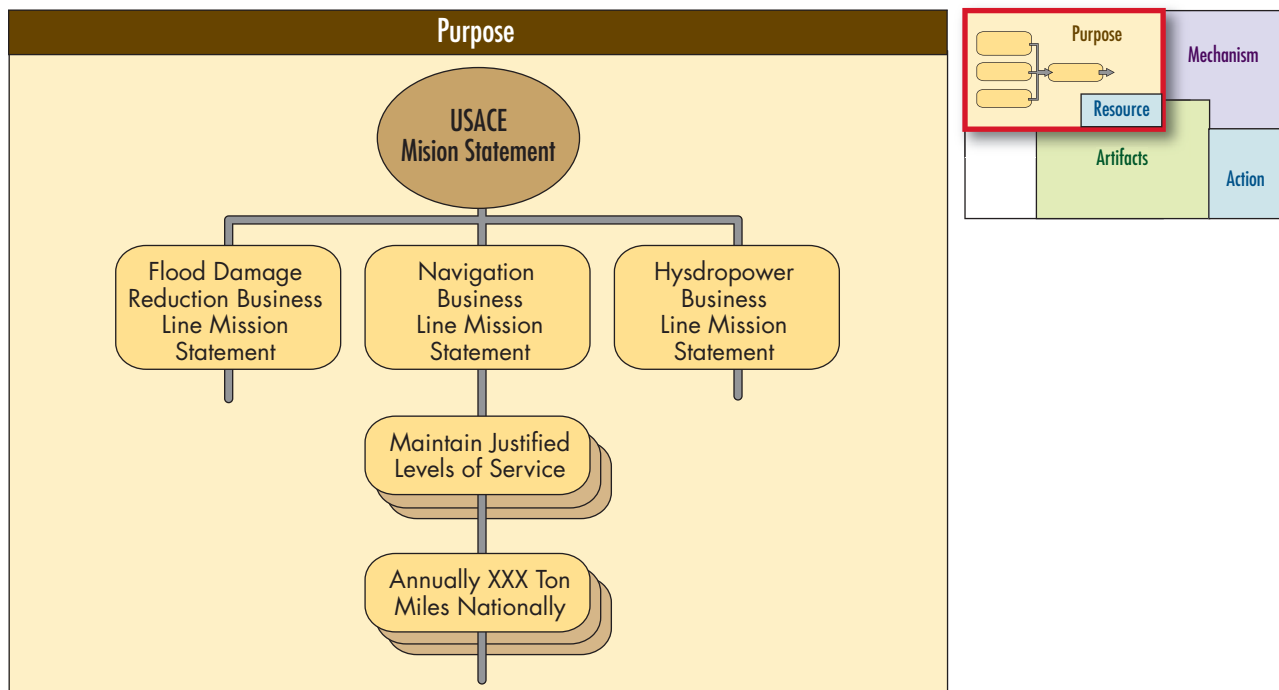 Purpose
USACE
Mision Statement
Flood Damage
Reduction Business
Line Mission
Statement
Navigation
Business
Line Mission
Statement
Hysdropower
Business
Line Mission
Statement
Maintain Justified
Levels of Service
Annually XXX Ton
Miles Nationally
Purpose
Mechanism
Resource
Artifacts
Action